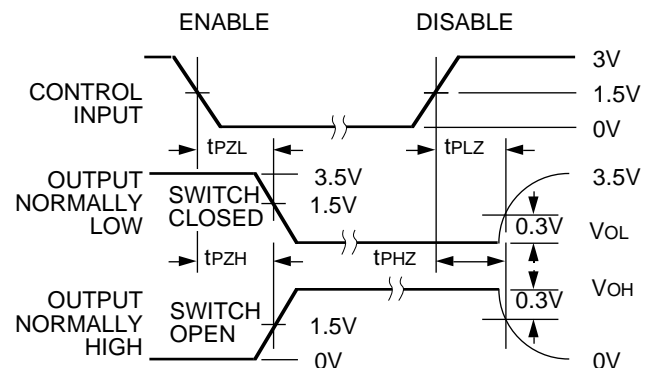 ENABLE DISABLE
3V
CONTROL INPUT 1.5V
0V
tPZL tPLZ
OUTPUT NORMALLY LOW
SWITCH CLOSED
3.5V
1.5V
3.5V
0.3V VOL
tPZH tPHZ
OUTPUT NORMALLY HIGH
SWITCH OPEN
1.5V
0V
0.3V VOH
0V